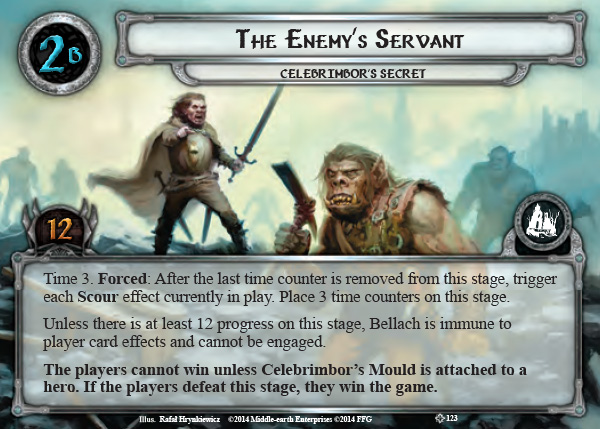 2B
THE ENEMY'S SERVANT
CELEBRIMBOR'S SECRET
12
Time 3. Forced: After the last time counter is removed from this stage, trigger
each Scour effect currently in play. Place 3 time counters on this stage.
Unless there is at least 12 progress on this stage, Bellach is immune to
player card effects and cannot be engaged.
The players cannot win unless Celebrimbor's Mould is attached to a
hero. If the players defeat this stage, they win the game.
Illus. Rafał Hrynkiewicz ©2014 Middle-earth Enterprises ©2014 FFG 123